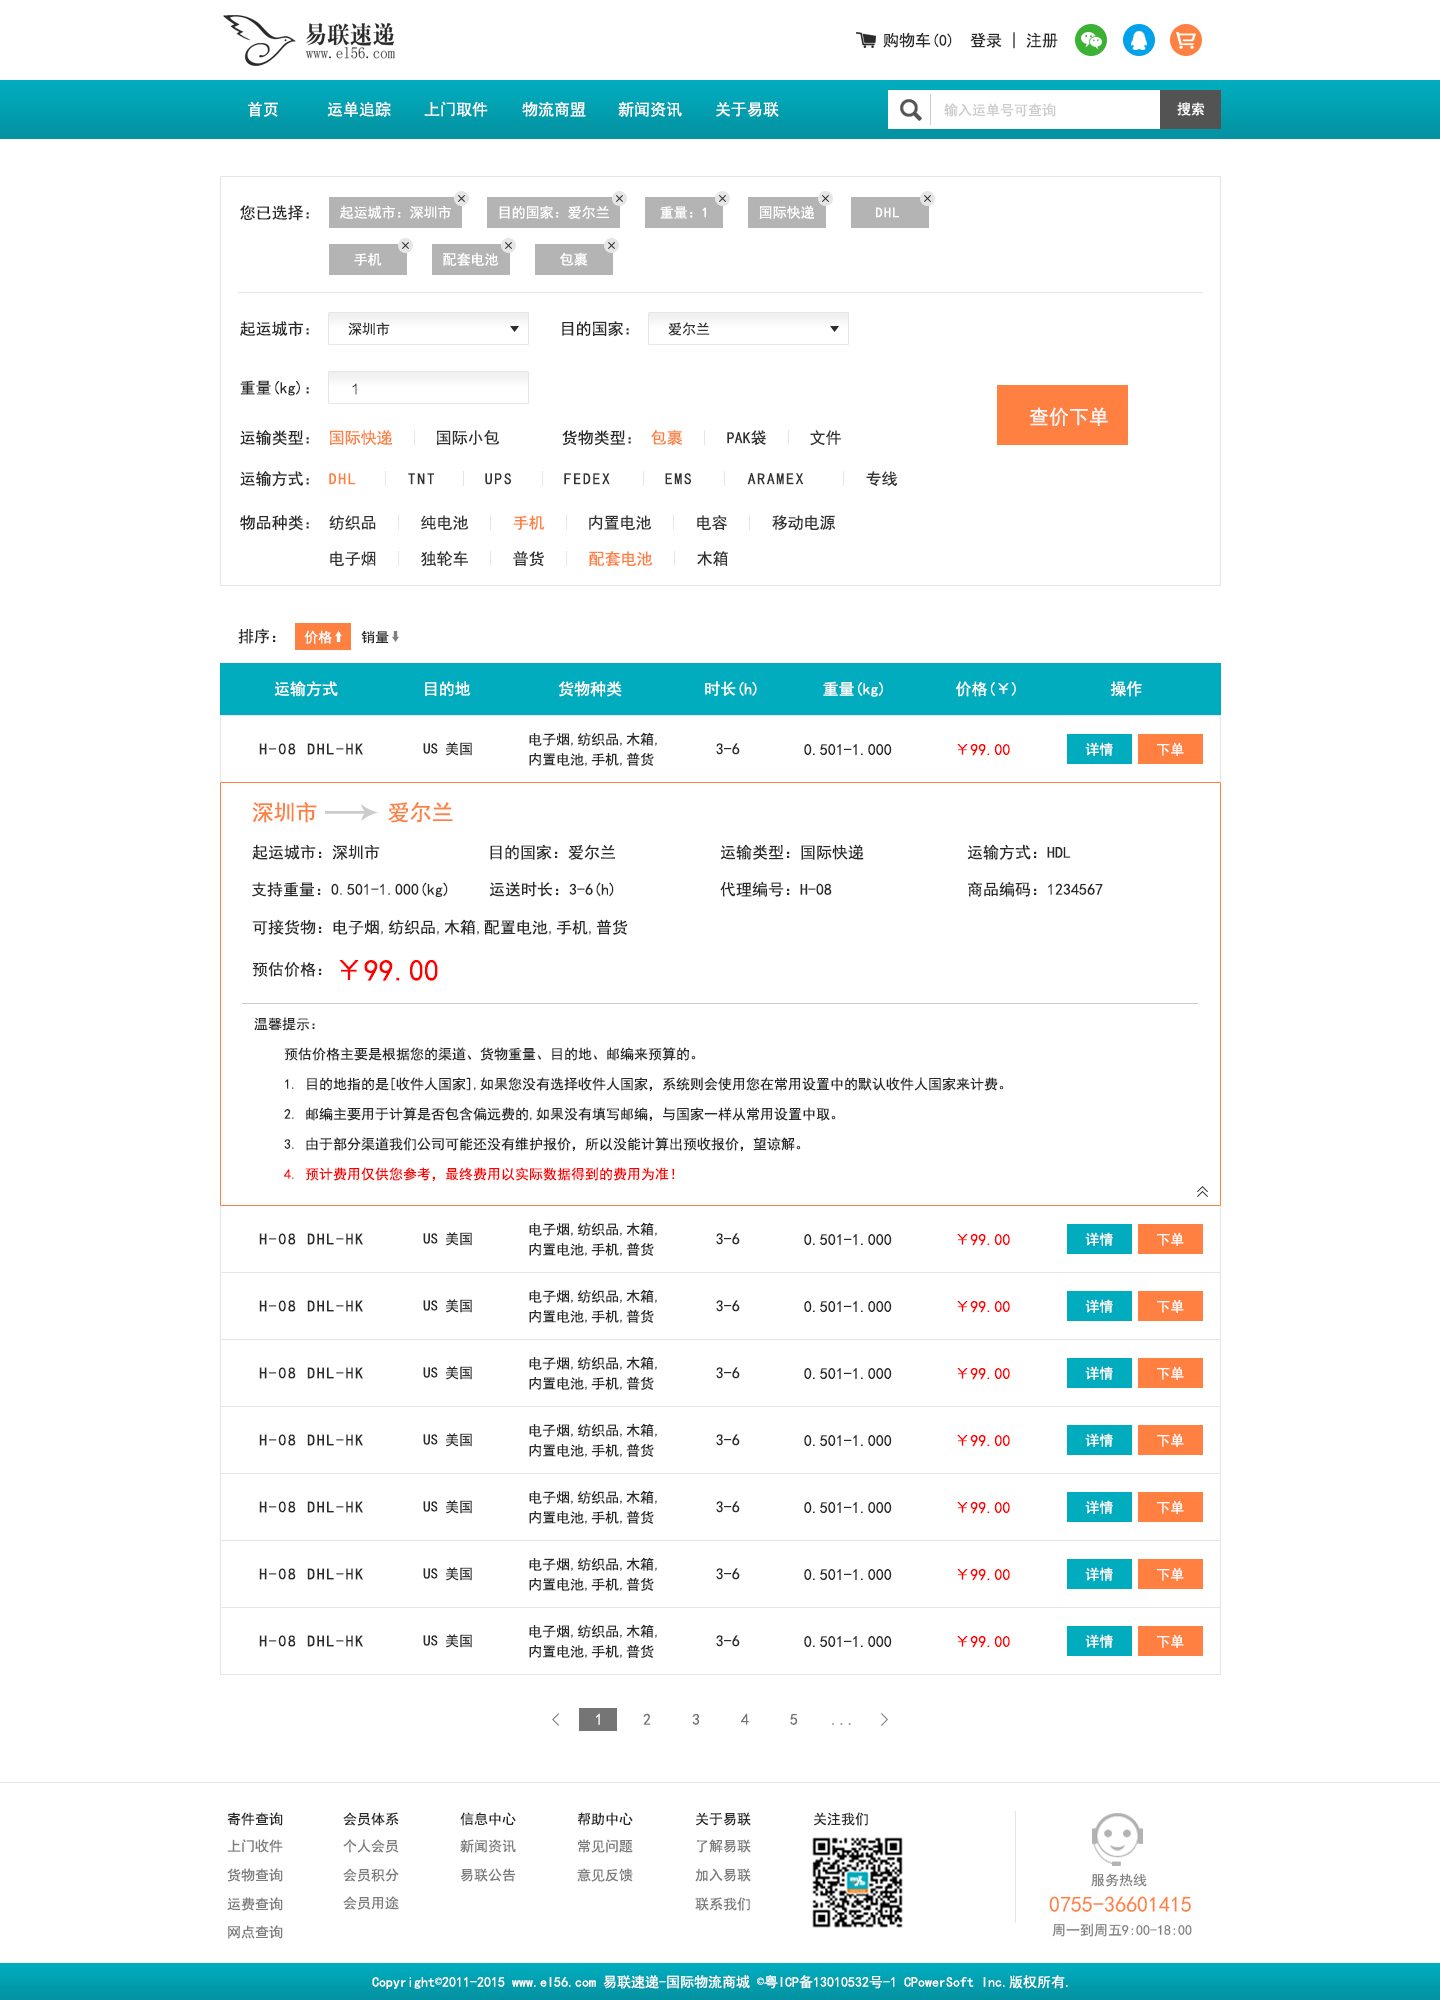 易联速递
www.el56.com
购物车(0) 登录 | 注册
首页 运单追踪 上门取件 物流商盟 新闻资讯 关于易联 输入运单号可查询 搜索
您已选择： 起运城市：深圳市 目的国家：爱尔兰 重量：1 国际快递 DHL
手机 配套电池 包裹
起运城市： 深圳市 目的国家： 爱尔兰
重量(kg)： 1
查价下单
运输类型： 国际快递 国际小包 货物类型： 包裹 PAK袋 文件
运输方式： DHL TNT UPS FEDEX EMS ARAMEX 专线
物品种类： 纺织品 纯电池 手机 内置电池 电容 移动电源
电子烟 独轮车 普货 配套电池 木箱
排序： 价格 销量
运输方式 目的地 货物种类 时长(h) 重量(kg) 价格(￥) 操作
H-08 DHL-HK US 美国 电子烟,纺织品,木箱, 3-6 0.501-1.000 ￥99.00 详情 下单
内置电池,手机,普货
深圳市 爱尔兰
起运城市：深圳市 目的国家：爱尔兰 运输类型：国际快递 运输方式：HDL
支持重量：0.501-1.000(kg) 运送时长：3-6(h) 代理编号：H-08 商品编码：1234567
可接货物：电子烟,纺织品,木箱,配置电池,手机,普货
预估价格：￥99.00
温馨提示：
预估价格主要是根据您的渠道、货物重量、目的地、邮编来预算的。
1. 目的地指的是[收件人国家],如果您没有选择收件人国家，系统则会使用您在常用设置中的默认收件人国家来计费。
2. 邮编主要用于计算是否包含偏远费的,如果没有填写邮编，与国家一样从常用设置中取。
3. 由于部分渠道我们公司可能还没有维护报价，所以没能计算出预收报价，望谅解。
4. 预计费用仅供您参考，最终费用以实际数据得到的费用为准！
H-08 DHL-HK US 美国 电子烟,纺织品,木箱, 3-6 0.501-1.000 ￥99.00 详情 下单
内置电池,手机,普货
H-08 DHL-HK US 美国 电子烟,纺织品,木箱, 3-6 0.501-1.000 ￥99.00 详情 下单
内置电池,手机,普货
H-08 DHL-HK US 美国 电子烟,纺织品,木箱, 3-6 0.501-1.000 ￥99.00 详情 下单
内置电池,手机,普货
H-08 DHL-HK US 美国 电子烟,纺织品,木箱, 3-6 0.501-1.000 ￥99.00 详情 下单
内置电池,手机,普货
H-08 DHL-HK US 美国 电子烟,纺织品,木箱, 3-6 0.501-1.000 ￥99.00 详情 下单
内置电池,手机,普货
H-08 DHL-HK US 美国 电子烟,纺织品,木箱, 3-6 0.501-1.000 ￥99.00 详情 下单
内置电池,手机,普货
H-08 DHL-HK US 美国 电子烟,纺织品,木箱, 3-6 0.501-1.000 ￥99.00 详情 下单
内置电池,手机,普货
1 2 3 4 5 ...
寄件查询 会员体系 信息中心 帮助中心 关于易联 关注我们
上门收件 个人会员 新闻资讯 常见问题 了解易联
货物查询 会员积分 易联公告 意见反馈 加入易联
运费查询 会员用途 联系我们
网点查询
服务热线
0755-36601415
周一到周五9:00-18:00
Copyright©2011-2015 www.el56.com 易联速递-国际物流商城 ©粤ICP备13010532号-1 CPowerSoft Inc.版权所有.